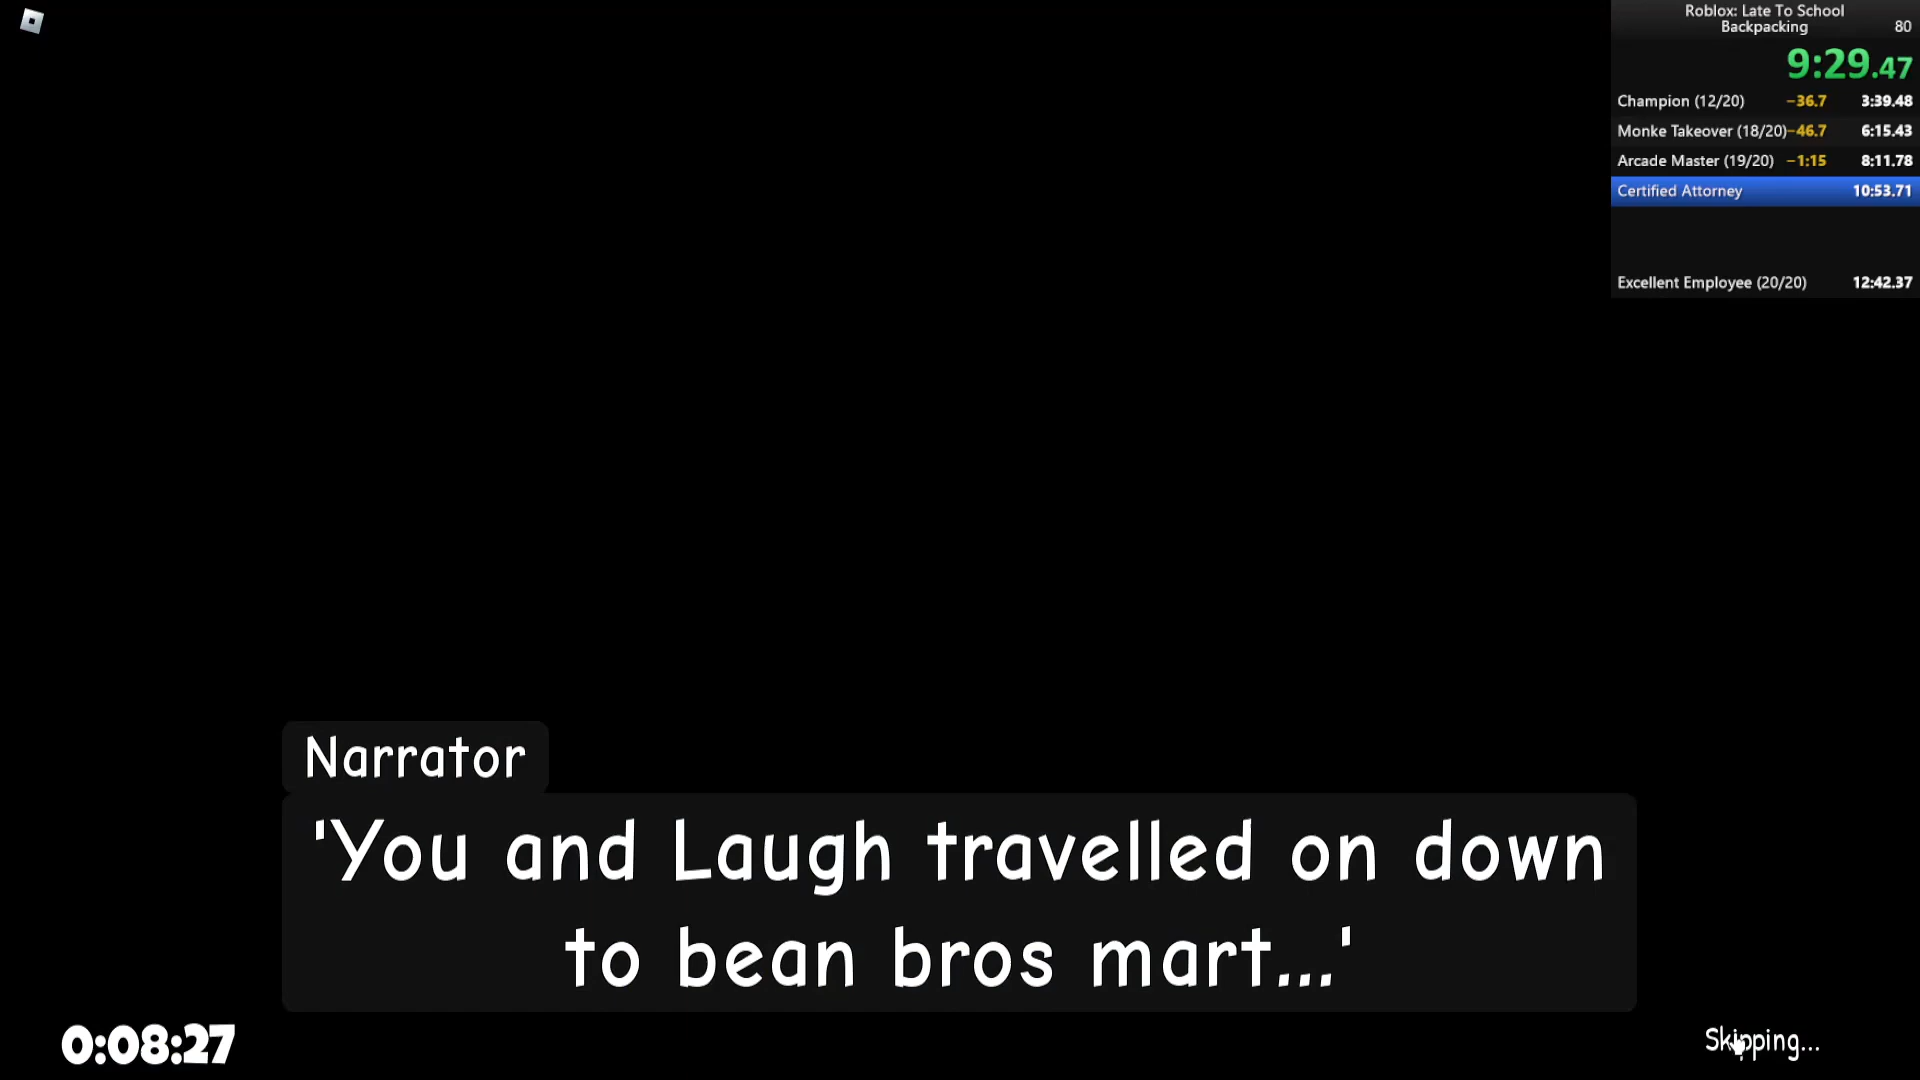 Roblox: Late To School
Backpacking 80
9:29.47
Champion (12/20) −36.7 3:39.48
Monke Takeover (18/20) −46.7 6:15.43
Arcade Master (19/20) −1:15 8:11.78
Certified Attorney 10:53.71
Excellent Employee (20/20) 12:42.37
Narrator
'You and Laugh travelled on down
to bean bros mart...'
0:08:27
Skipping...